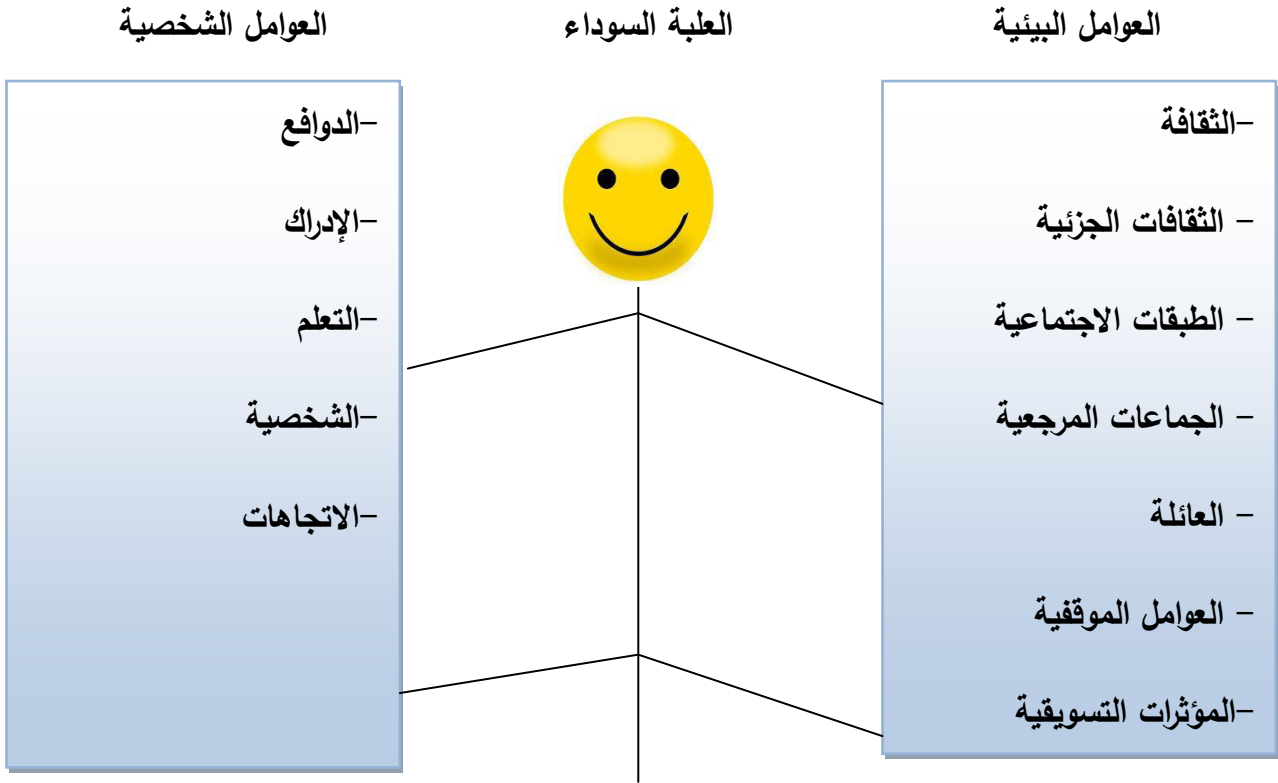 العوامل البيئية
العلبة السوداء
العوامل الشخصية
–الثقافة
– الثقافات الجزئية
– الطبقات الاجتماعية
– الجماعات المرجعية
– العائلة
– العوامل الموقفية
–المؤثرات التسويقية
–الدوافع
–الإدراك
–التعلم
–الشخصية
–الاتجاهات